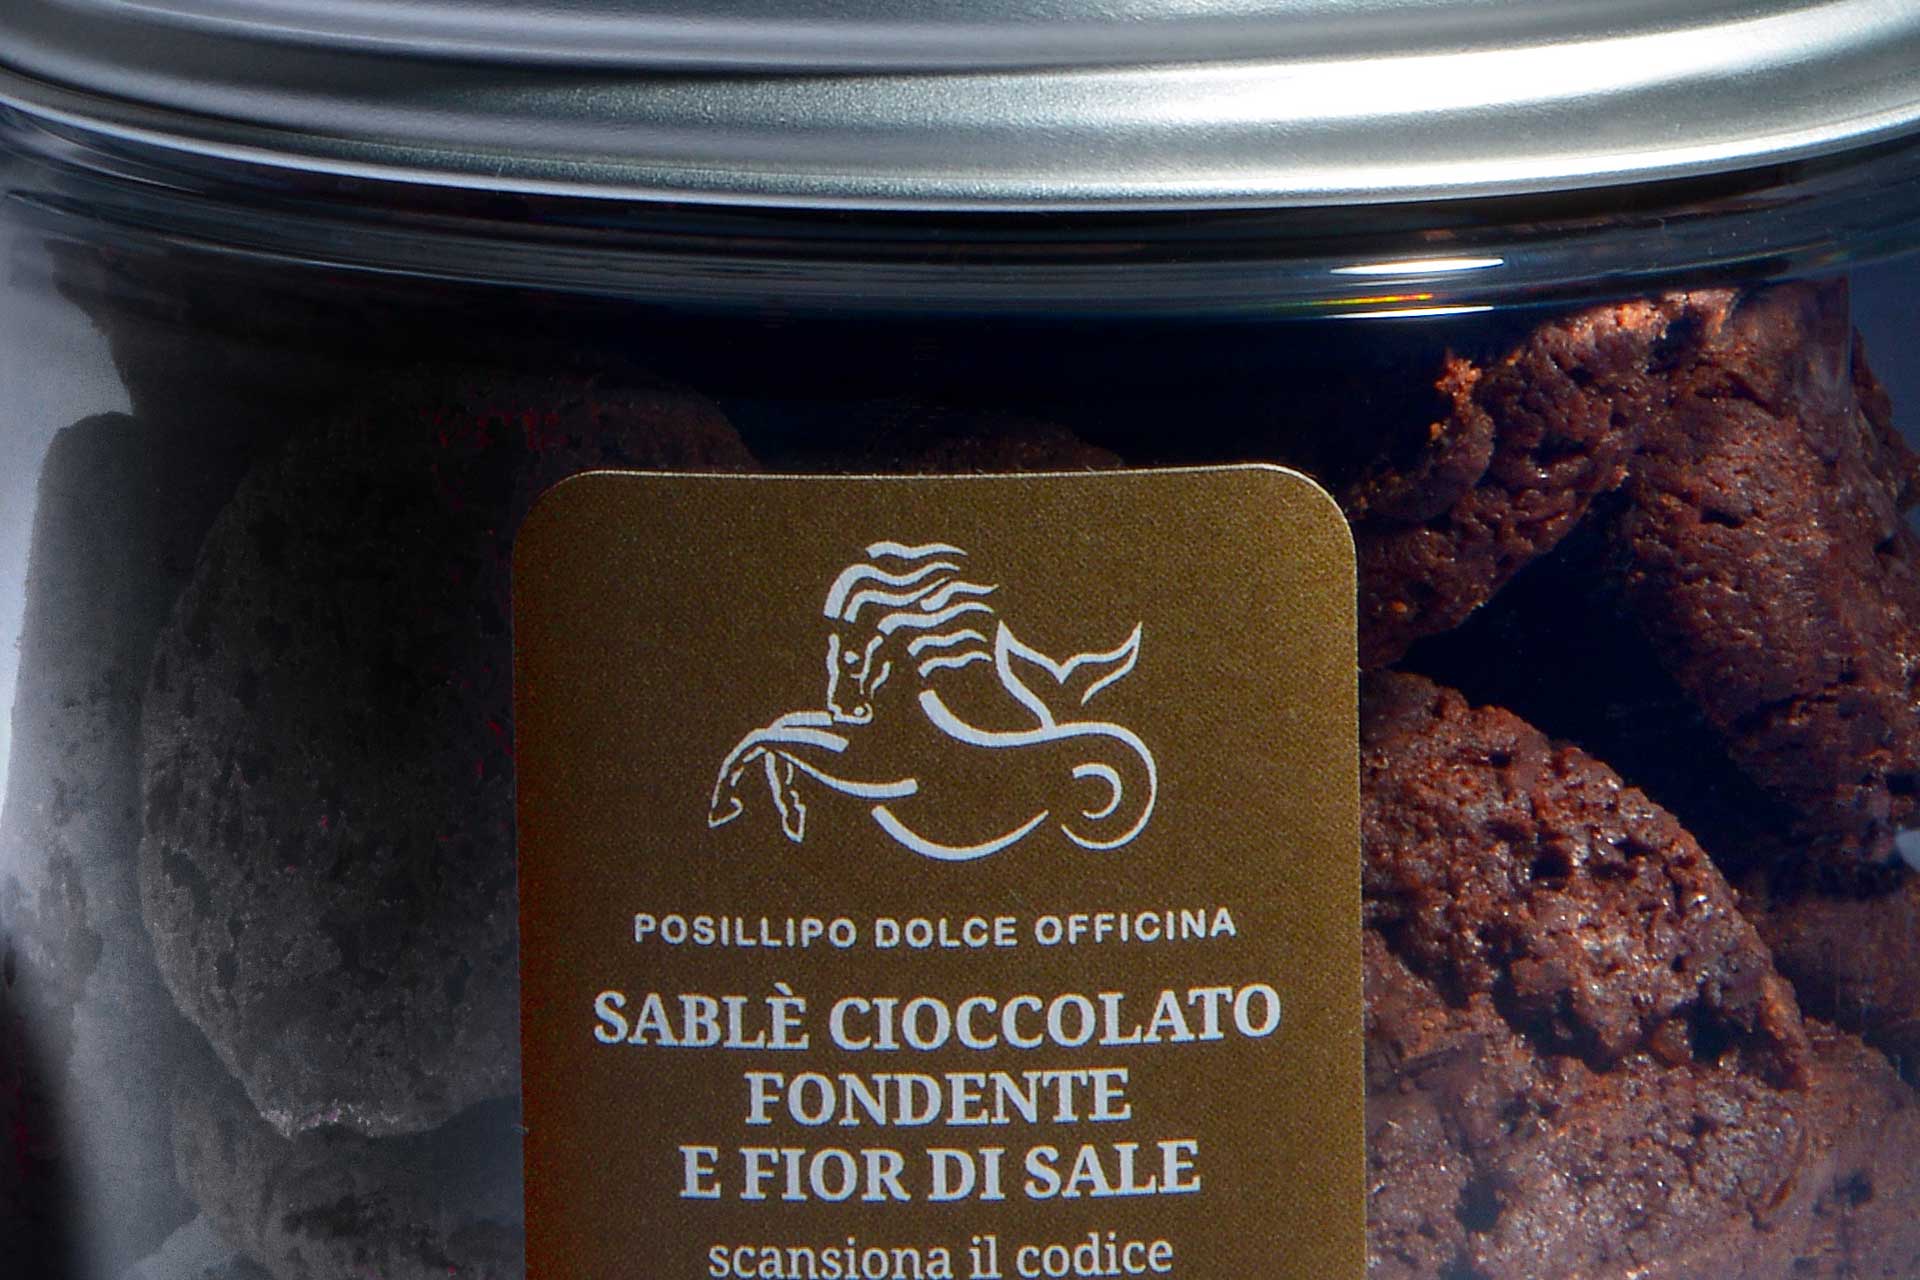 POSILLIPO DOLCE OFFICINA
SABLÈ CIOCCOLATO
FONDENTE
E FIOR DI SALE
scansiona il codice